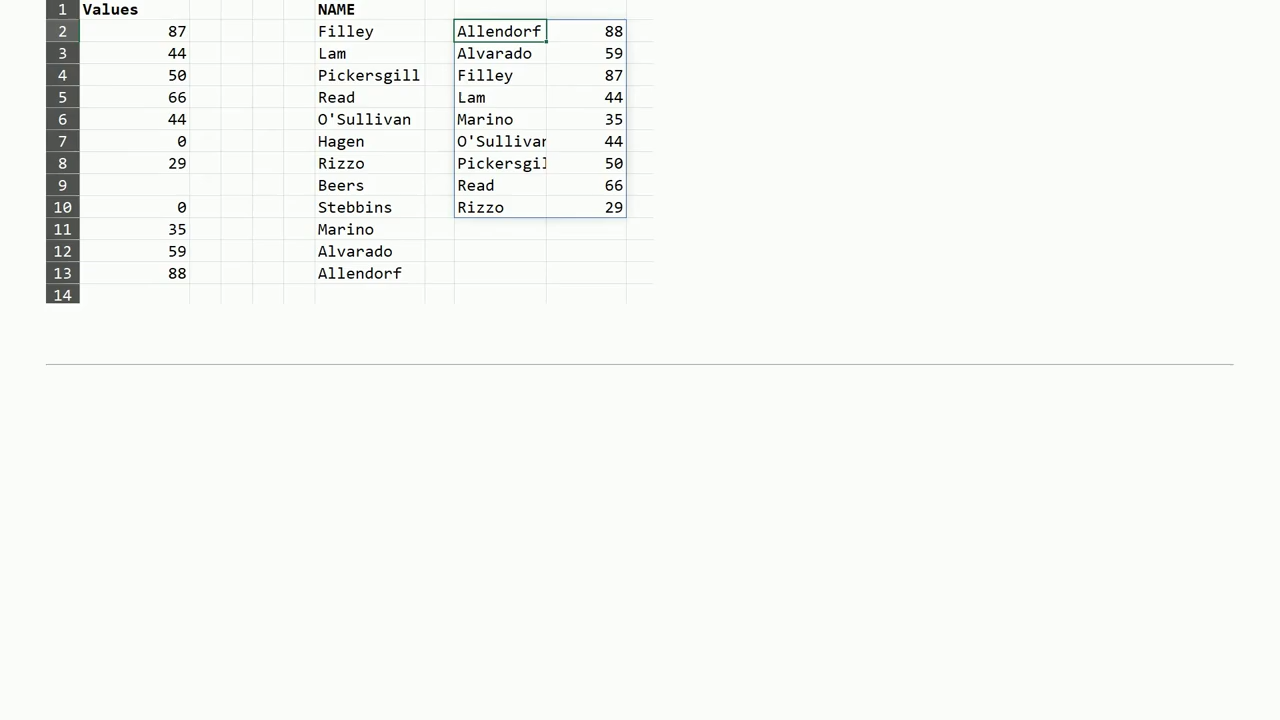 1 Values NAME
2 87 Filley Allendorf 88
3 44 Lam Alvarado 59
4 50 Pickersgill Filley 87
5 66 Read Lam 44
6 44 O'Sullivan Marino 35
7 0 Hagen O'Sullivan 44
8 29 Rizzo Pickersgil 50
9 Beers Read 66
10 0 Stebbins Rizzo 29
11 35 Marino
12 59 Alvarado
13 88 Allendorf
14